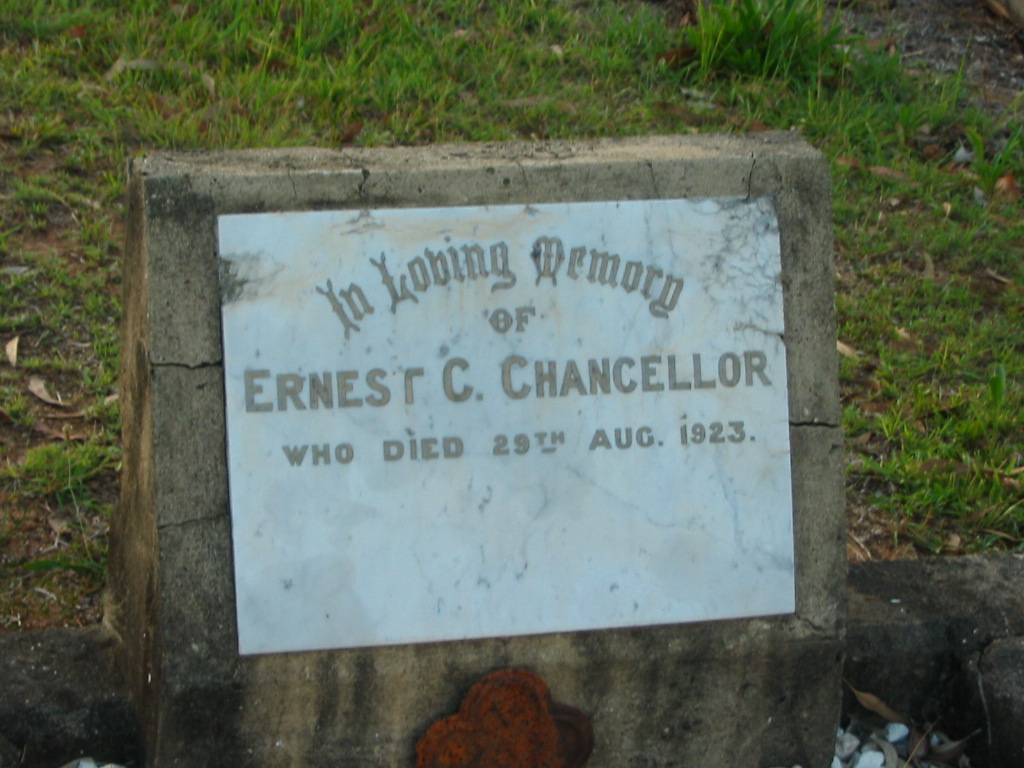 In Loving Memory
OF
ERNEST C. CHANCELLOR
WHO DIED 29TH AUG. 1923.